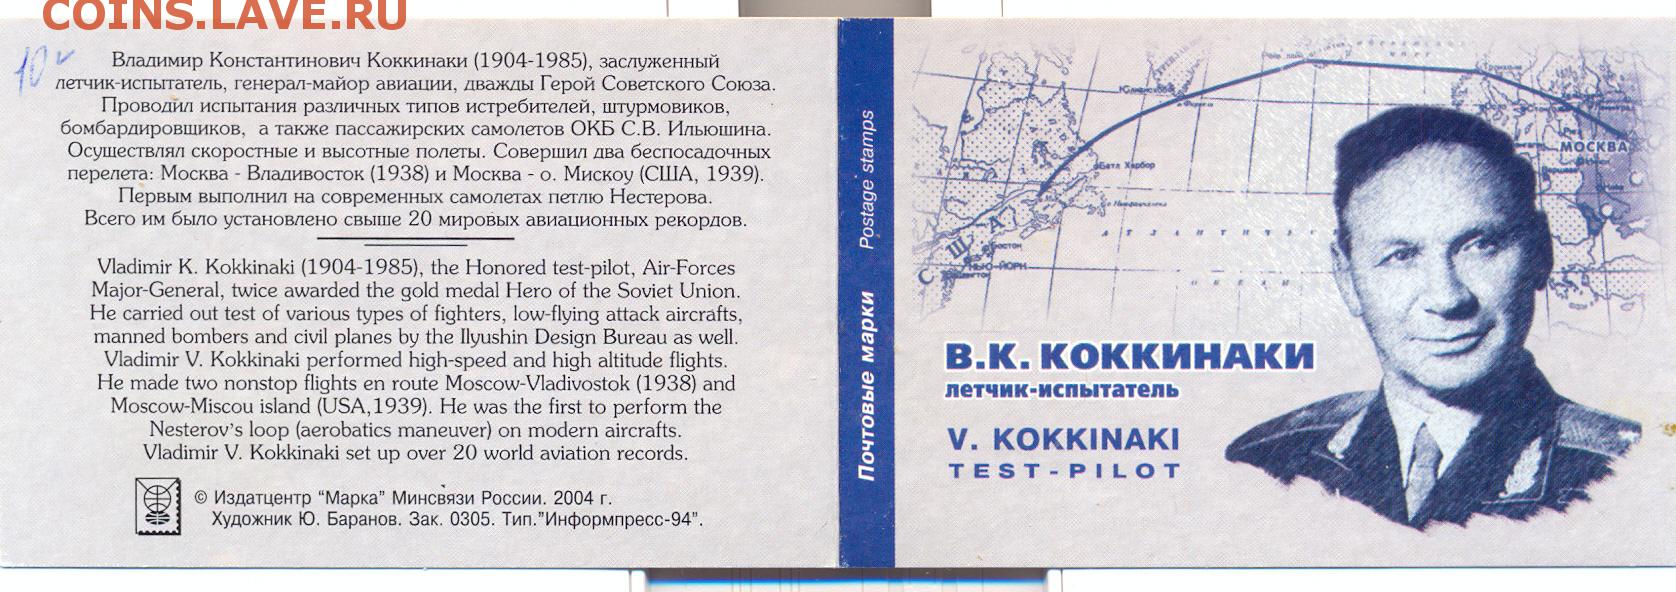 COINS.LAVE.RU
10
Владимир Константинович Коккинаки (1904-1985), заслуженный
летчик-испытатель, генерал-майор авиации, дважды Герой Советского Союза.
Проводил испытания различных типов истребителей, штурмовиков,
бомбардировщиков, а также пассажирских самолетов ОКБ С.В. Ильюшина.
Осуществлял скоростные и высотные полеты. Совершил два беспосадочных
перелета: Москва - Владивосток (1938) и Москва - о. Мискоу (США, 1939).
Первым выполнил на современных самолетах петлю Нестерова.
Всего им было установлено свыше 20 мировых авиационных рекордов.
Vladimir K. Kokkinaki (1904-1985), the Honored test-pilot, Air-Forces
Major-General, twice awarded the gold medal Hero of the Soviet Union.
He carried out test of various types of fighters, low-flying attack aircrafts,
manned bombers and civil planes by the Ilyushin Design Bureau as well.
Vladimir V. Kokkinaki performed high-speed and high altitude flights.
He made two nonstop flights en route Moscow-Vladivostok (1938) and
Moscow-Miscou island (USA,1939). He was the first to perform the
Nesterov's loop (aerobatics maneuver) on modern aircrafts.
Vladimir V. Kokkinaki set up over 20 world aviation records.
© Издатцентр "Марка" Минсвязи России. 2004 г.
Художник Ю. Баранов. Зак. 0305. Тип."Информпресс-94".
Почтовые марки Postage stamps
МОСКВА
США
НЬЮ-ЙОРК
В.К. КОККИНАКИ
летчик-испытатель
V. KOKKINAKI
TEST-PILOT